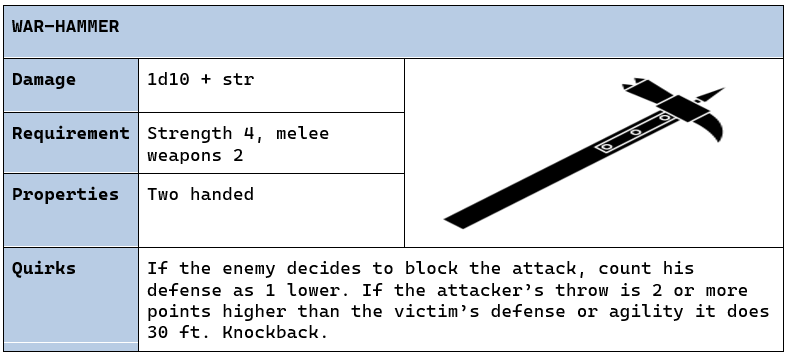 WAR-HAMMER
Damage 1d10 + str
Requirement Strength 4, melee
weapons 2
Properties Two handed
Quirks If the enemy decides to block the attack, count his
defense as 1 lower. If the attacker’s throw is 2 or more
points higher than the victim’s defense or agility it does
30 ft. Knockback.